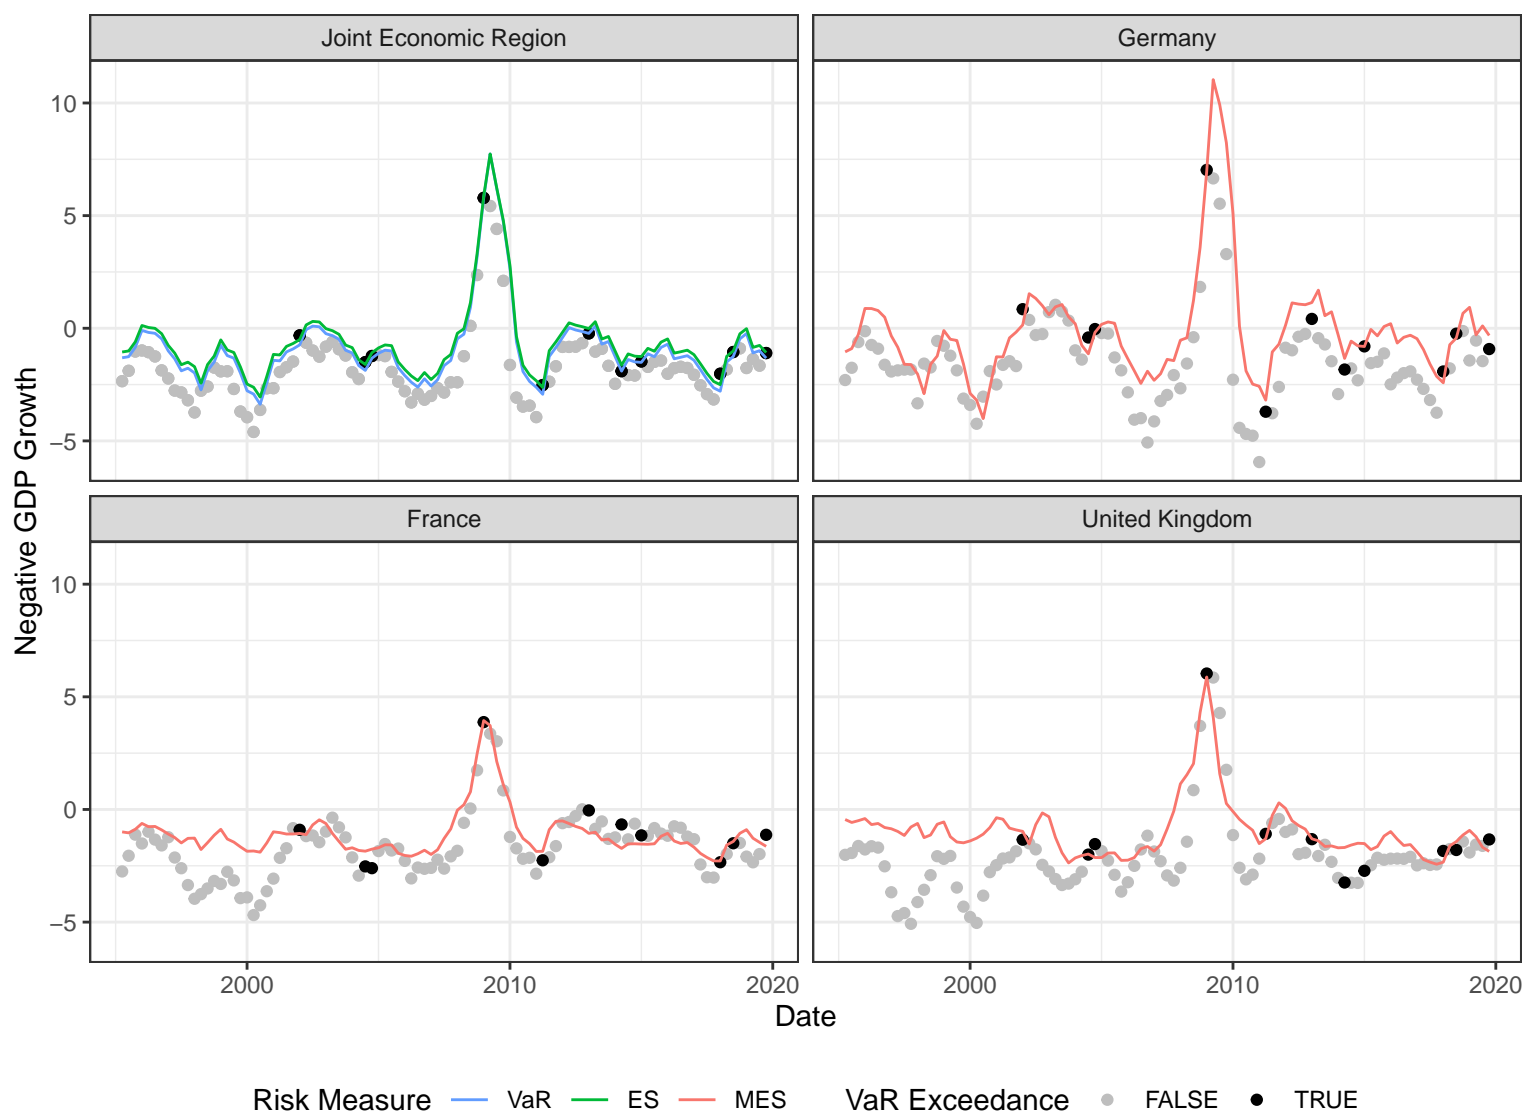 Joint Economic Region
Germany
10
5
0
−5
France
United Kingdom
10
5
0
−5
2000
2010
2020
2000
2010
2020
Negative GDP Growth
Date
Risk Measure VaR ES MES VaR Exceedance FALSE TRUE